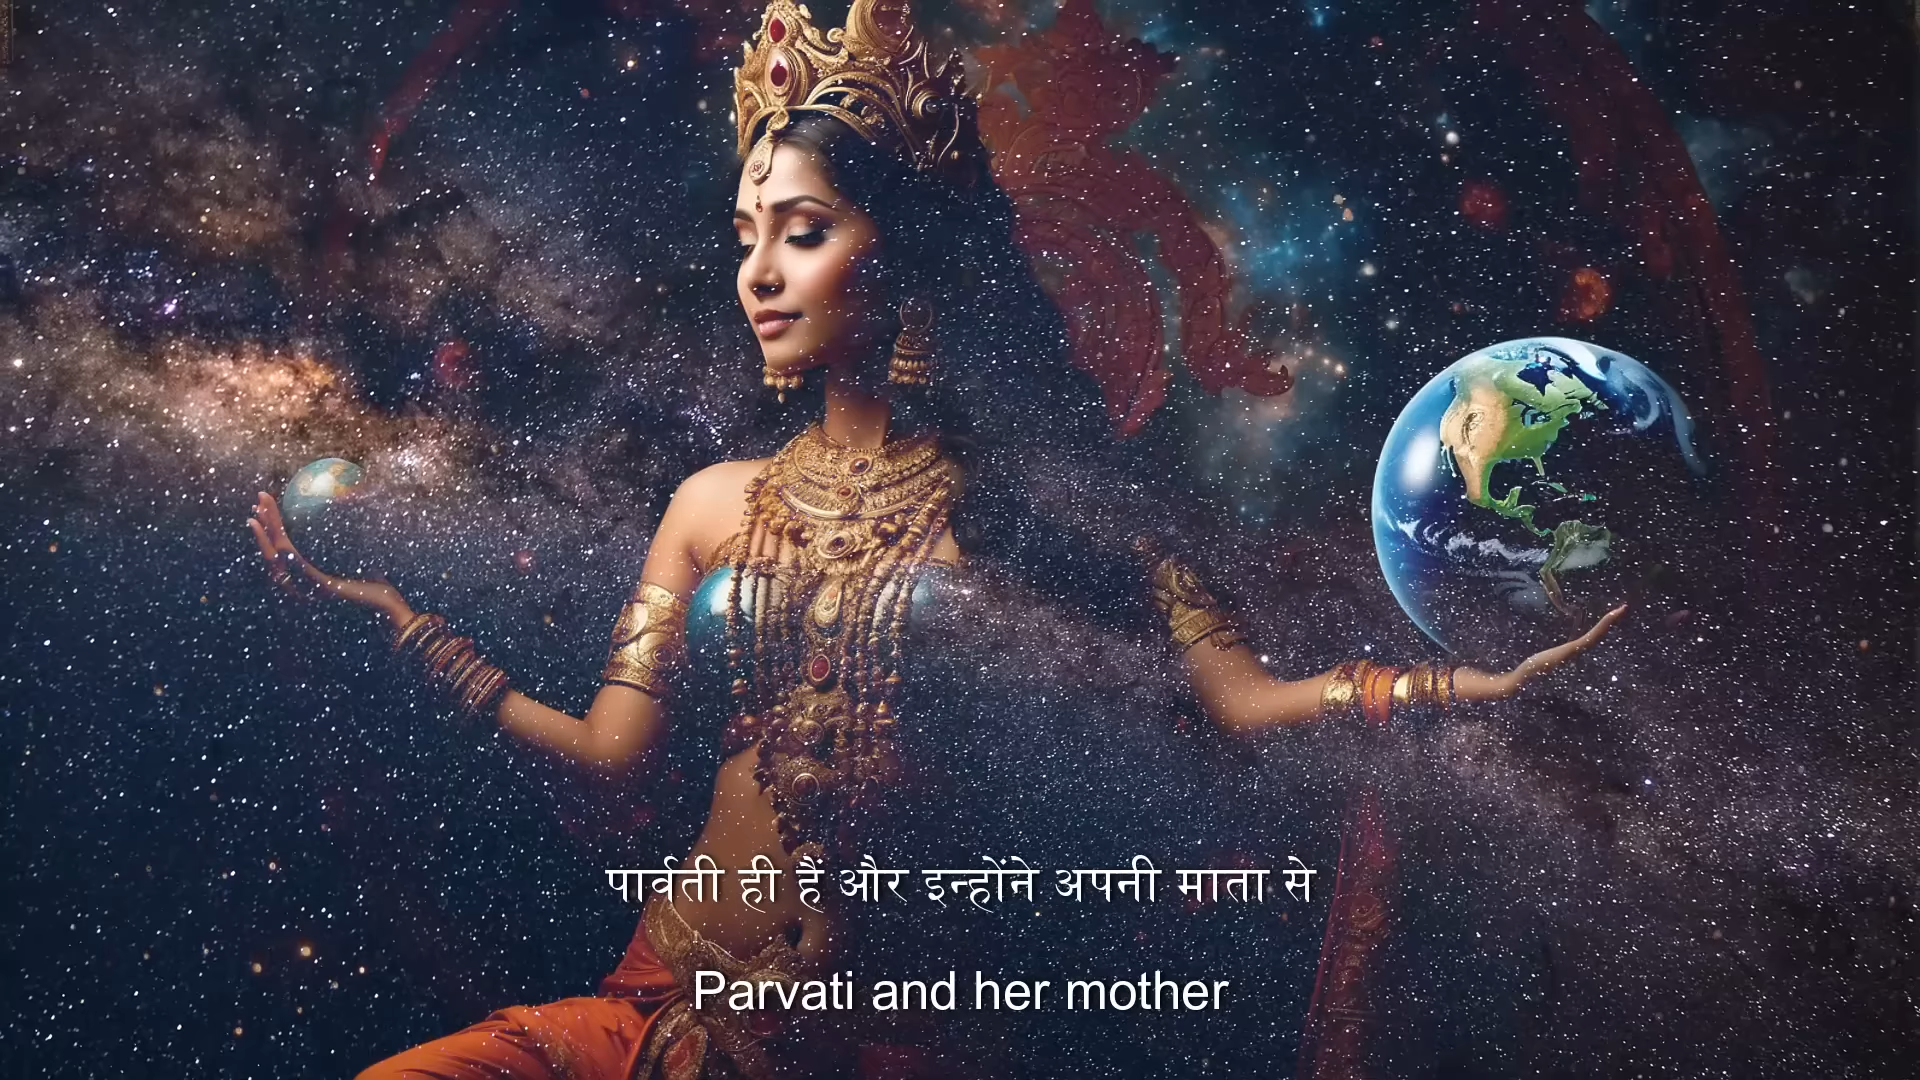 पार्वती ही हैं और इन्होंने अपनी माता से
Parvati and her mother